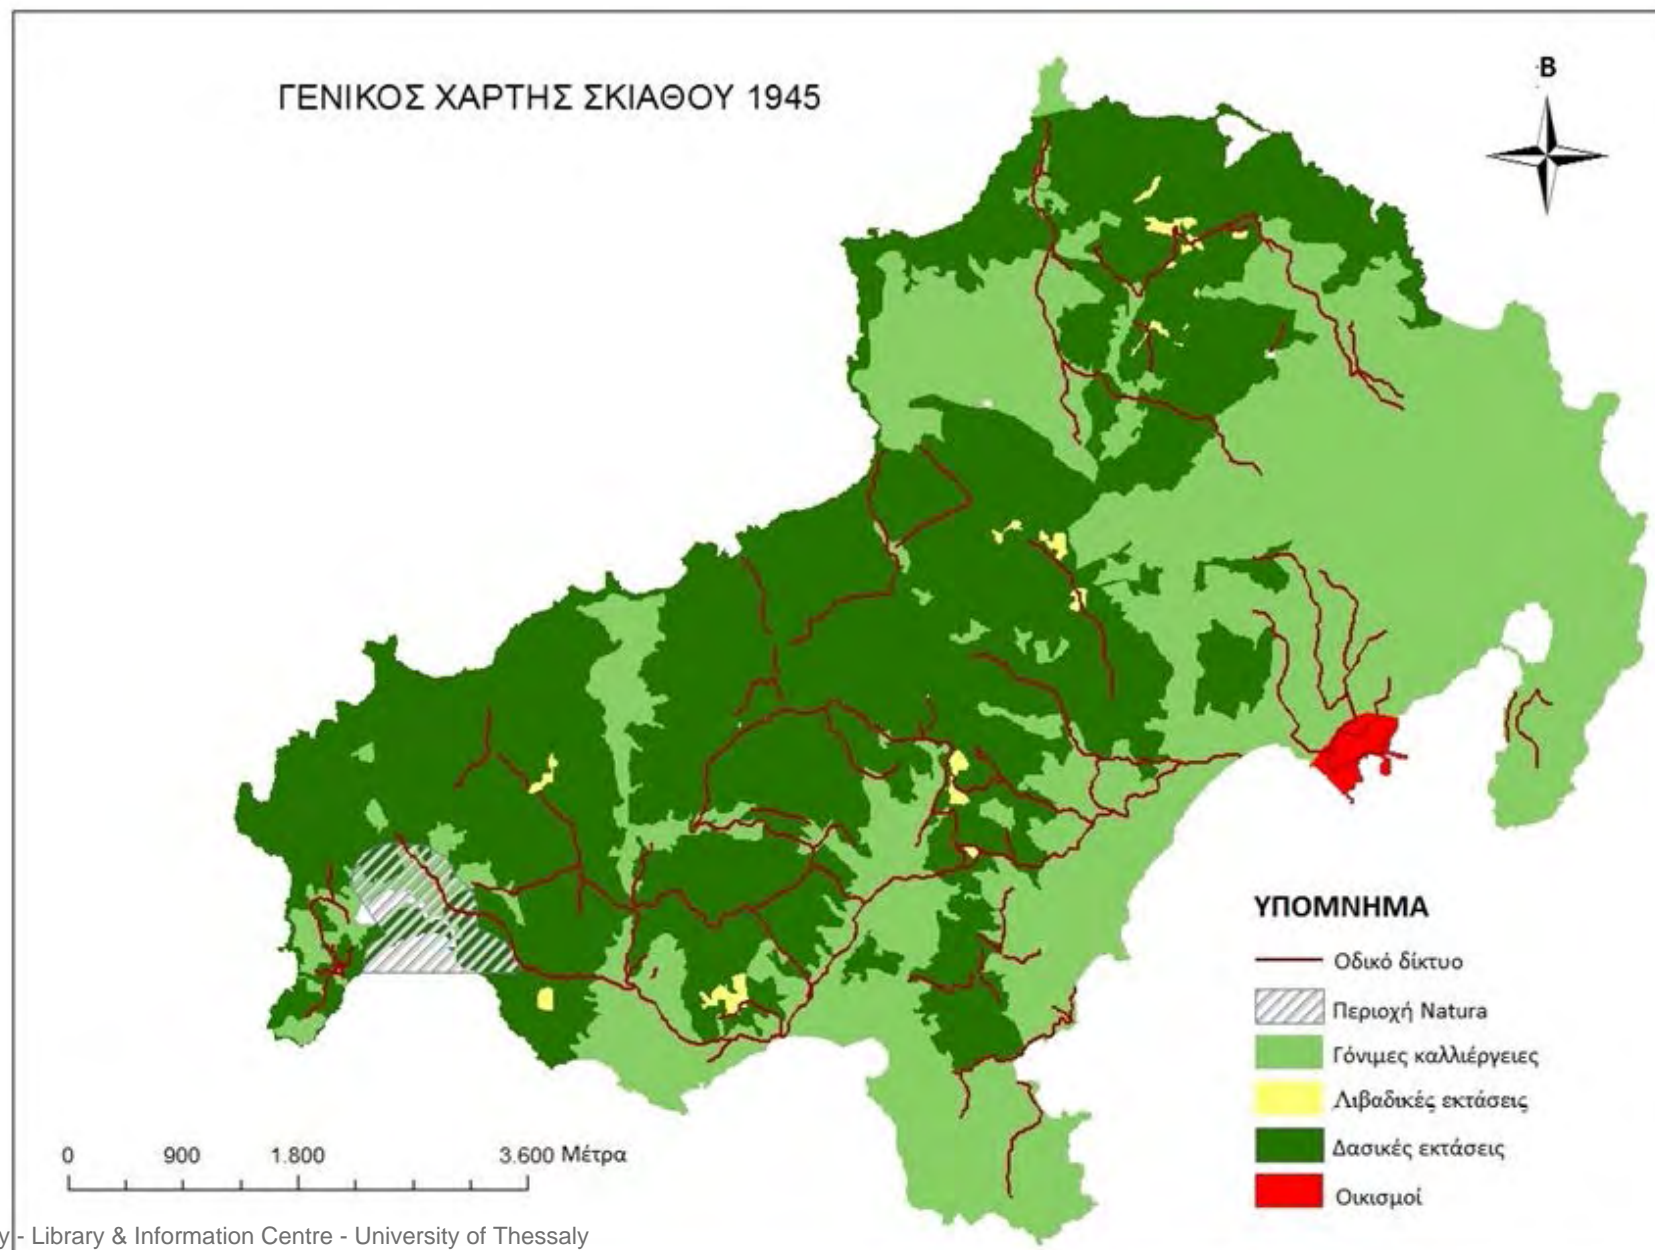 ΓΕΝΙΚΟΣ ΧΑΡΤΗΣ ΣΚΙΑΘΟΥ 1945
Β
ΥΠΟΜΝΗΜΑ
Οδικό δίκτυο
Περιοχή Natura
Γόνιμες καλλιέργειες
Λιβαδικές εκτάσεις
Δασικές εκτάσεις
Οικισμοί
0 900 1.800 3.600 Μέτρα
y - Library & Information Centre - University of Thessaly